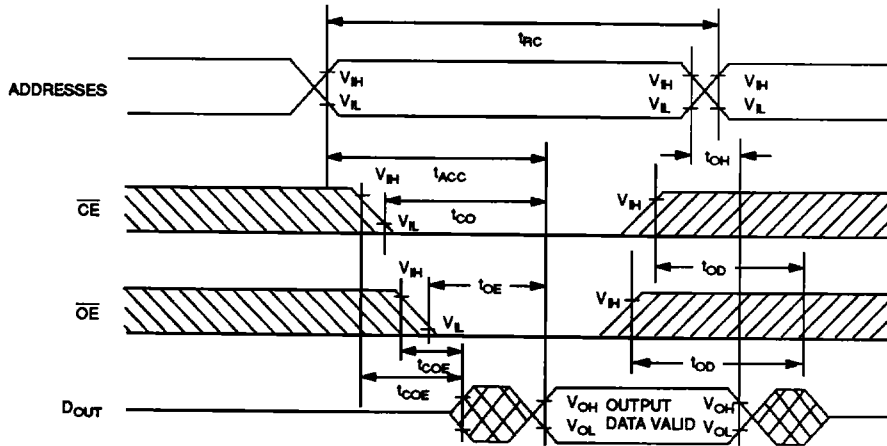 tRC
ADDRESSES
VIH
VIL
VIH
VIL
VIH
VIL
tOH
tACC
VIH
CE
tCO
VIL
VIH
tOD
VIH
OE
tOE
VIL
VIH
tCOE
tOD
tCOE
DOUT
VOH OUTPUT VOH
VOL DATA VALID VOL